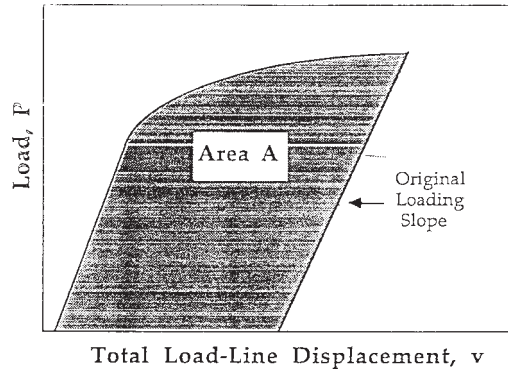 Load, P
Area A
Original
Loading
Slope
Total Load-Line Displacement, v